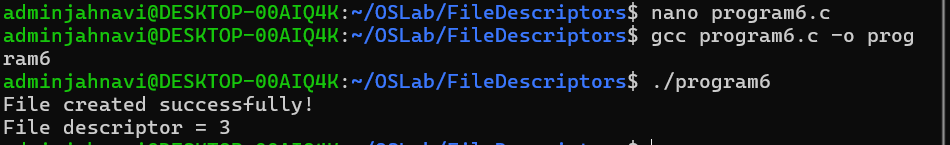 adminjahnavi@DESKTOP-00AIQ4K:~/OSLab/FileDescriptors$ nano program6.c
adminjahnavi@DESKTOP-00AIQ4K:~/OSLab/FileDescriptors$ gcc program6.c -o prog
ram6
adminjahnavi@DESKTOP-00AIQ4K:~/OSLab/FileDescriptors$ ./program6
File created successfully!
File descriptor = 3